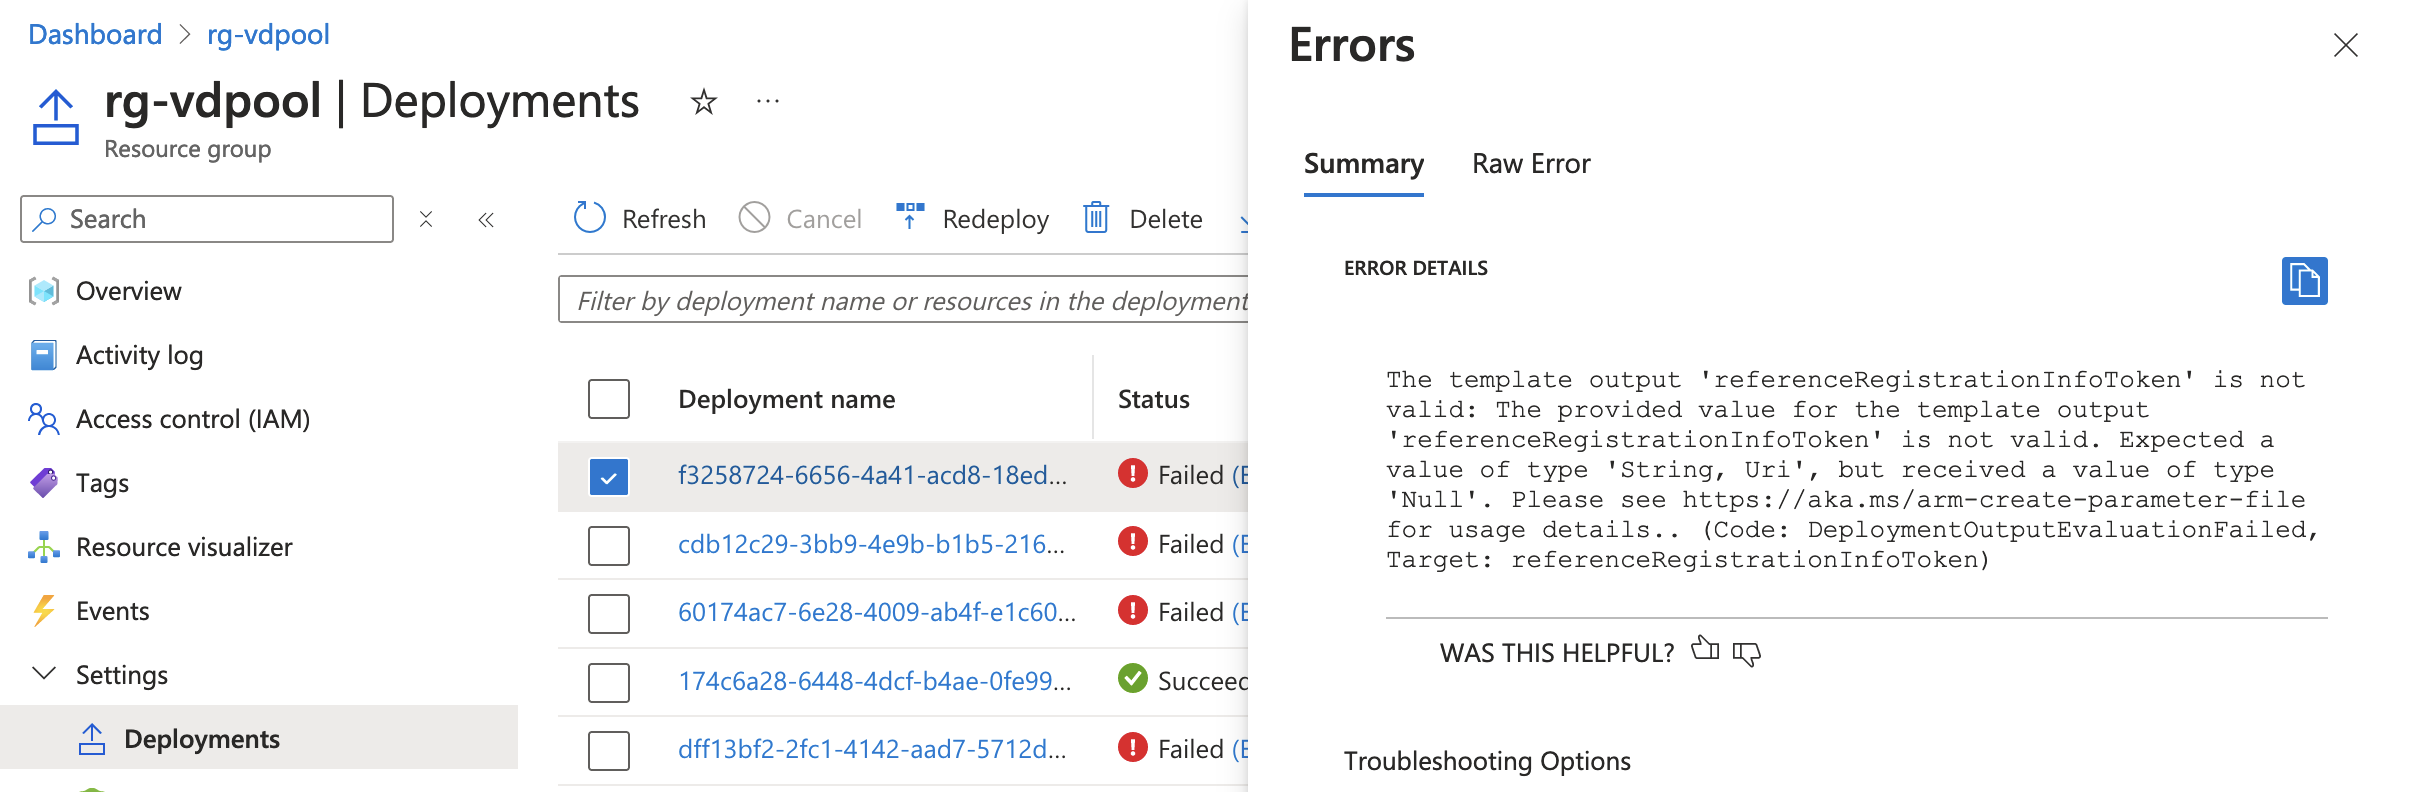 Dashboard > rg-vdpool
rg-vdpool | Deployments
Resource group
Search
Overview
Activity log
Access control (IAM)
Tags
Resource visualizer
Events
Settings
Deployments
Refresh
Cancel
Redeploy
Delete
Filter by deployment name or resources in the deployment
Deployment name
Status
f3258724-6656-4a41-acd8-18ed...
Failed (E
cdb12c29-3bb9-4e9b-b1b5-216...
Failed (E
60174ac7-6e28-4009-ab4f-e1c60...
Failed (E
174c6a28-6448-4dcf-b4ae-0fe99...
Succeed
dff13bf2-2fc1-4142-aad7-5712d...
Failed (E
Errors
Summary
Raw Error
ERROR DETAILS
The template output 'referenceRegistrationInfoToken' is not
valid: The provided value for the template output
'referenceRegistrationInfoToken' is not valid. Expected a
value of type 'String, Uri', but received a value of type
'Null'. Please see https://aka.ms/arm-create-parameter-file
for usage details.. (Code: DeploymentOutputEvaluationFailed,
Target: referenceRegistrationInfoToken)
WAS THIS HELPFUL?
Troubleshooting Options